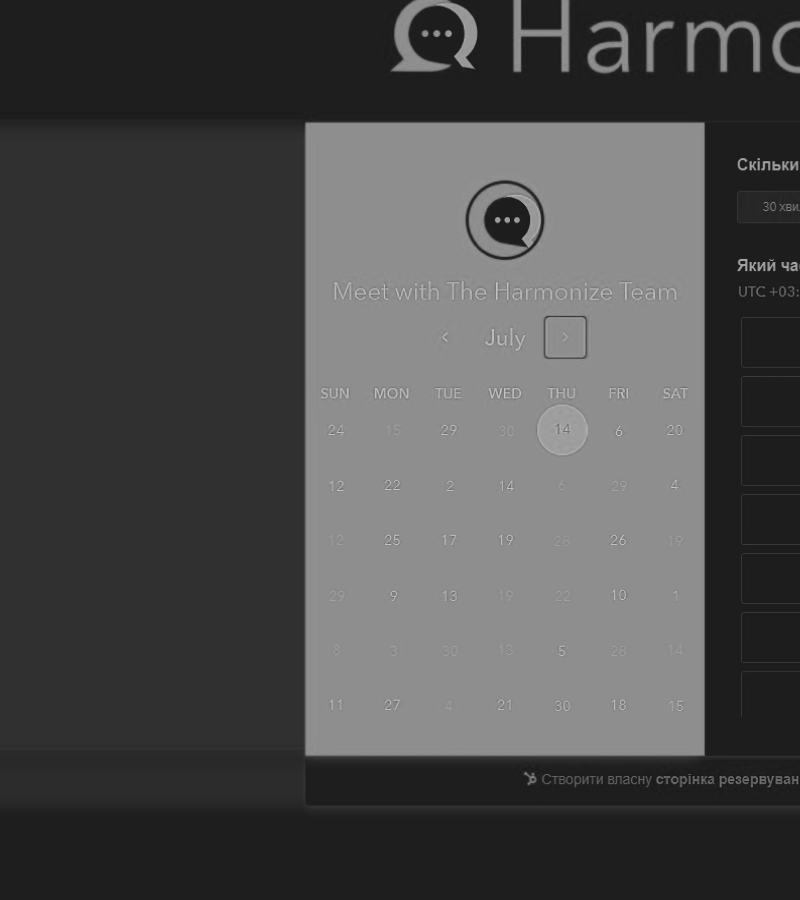 Harmo
Meet with The Harmonize Team
July
SUN MON TUE WED THU FRI SAT
24 15 29 30 14 6 20
12 22 2 14 6 29 4
12 25 17 19 28 26 19
29 9 13 19 22 10 1
8 3 30 13 5 28 14
11 27 4 21 30 18 15
Скільки
30 хви
Який ча
UTC +03:
Створити власну сторінка резервуван